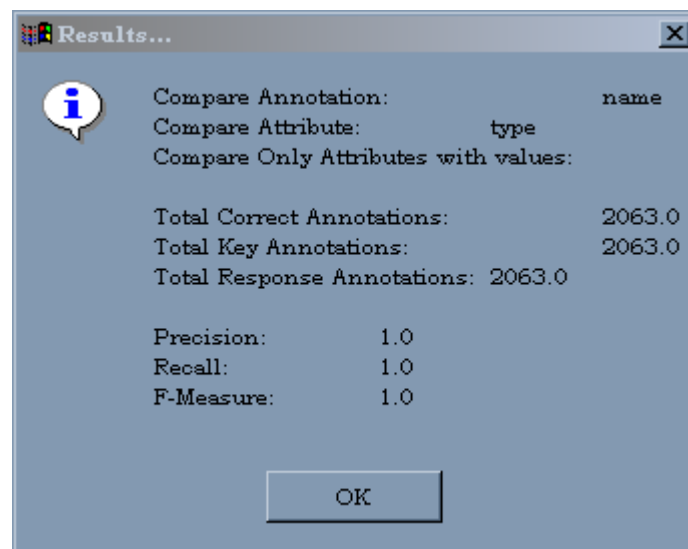 Results...
Compare Annotation: name
Compare Attribute: type
Compare Only Attributes with values:
Total Correct Annotations: 2063.0
Total Key Annotations: 2063.0
Total Response Annotations: 2063.0
Precision: 1.0
Recall: 1.0
F-Measure: 1.0
OK